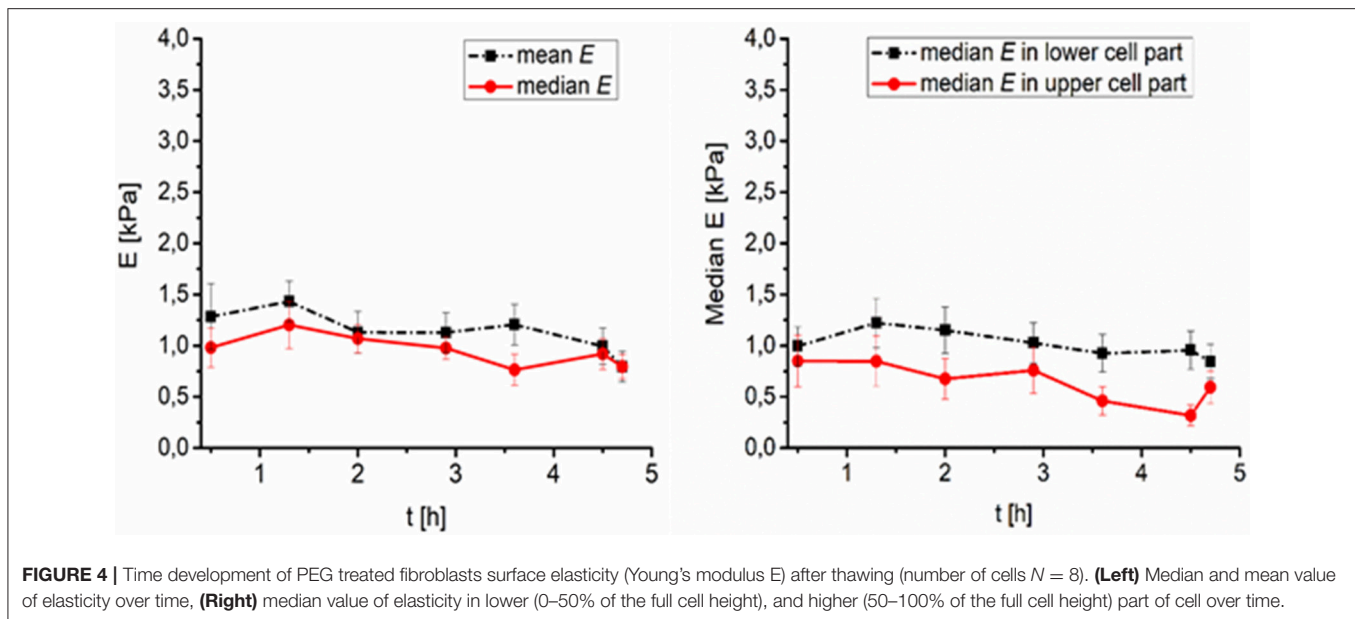 4,0
3,5
3,0
2,5
2,0
1,5
1,0
0,5
0,0
E [kPa]
mean E
median E
1 2 3 4 5
t [h]
4,0
3,5
3,0
2,5
2,0
1,5
1,0
0,5
0,0
Median E [kPa]
median E in lower cell part
median E in upper cell part
1 2 3 4 5
t [h]
FIGURE 4 | Time development of PEG treated fibroblasts surface elasticity (Young's modulus E) after thawing (number of cells N = 8). (Left) Median and mean value
of elasticity over time, (Right) median value of elasticity in lower (0–50% of the full cell height), and higher (50–100% of the full cell height) part of cell over time.